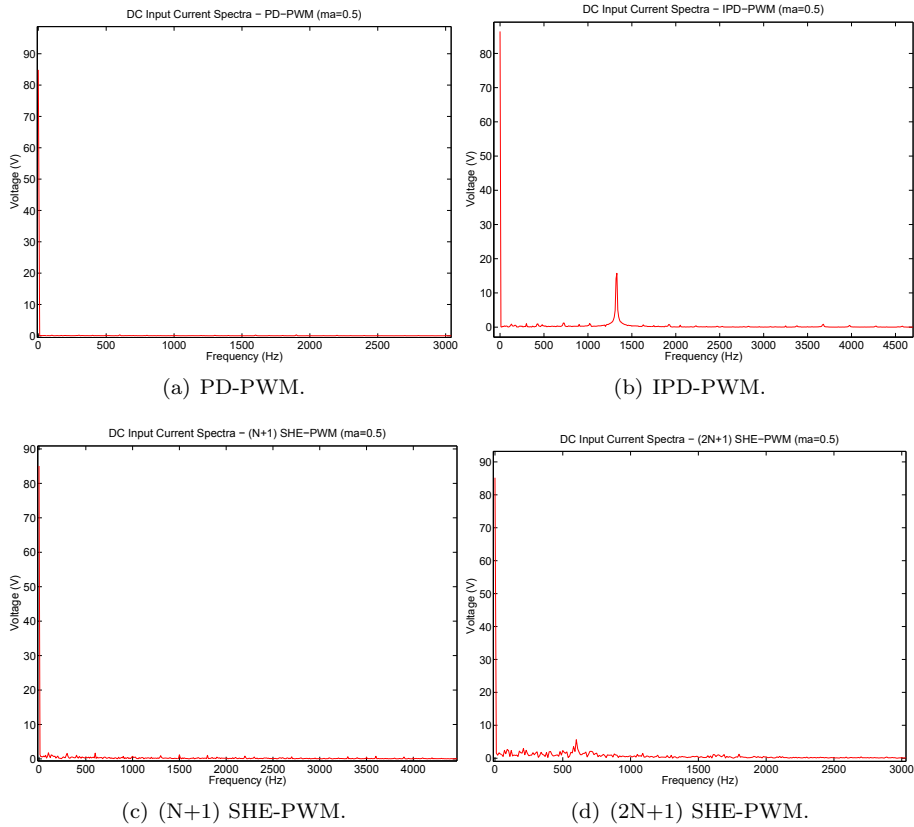 DC Input Current Spectra − PD−PWM (ma=0.5)
90
80
70
60
50
40
30
20
10
0
Voltage (V)
0 500 1000 1500 2000 2500 3000
Frequency (Hz)
(a) PD-PWM.
DC Input Current Spectra − IPD−PWM (ma=0.5)
80
70
60
50
40
30
20
10
0
Voltage (V)
0 500 1000 1500 2000 2500 3000 3500 4000 4500
Frequency (Hz)
(b) IPD-PWM.
DC Input Current Spectra − (N+1) SHE−PWM (ma=0.5)
90
80
70
60
50
40
30
20
10
0
Voltage (V)
0 500 1000 1500 2000 2500 3000 3500 4000
Frequency (Hz)
(c) (N+1) SHE-PWM.
DC Input Current Spectra − (2N+1) SHE−PWM (ma=0.5)
90
80
70
60
50
40
30
20
10
0
Voltage (V)
0 500 1000 1500 2000 2500 3000
Frequency (Hz)
(d) (2N+1) SHE-PWM.